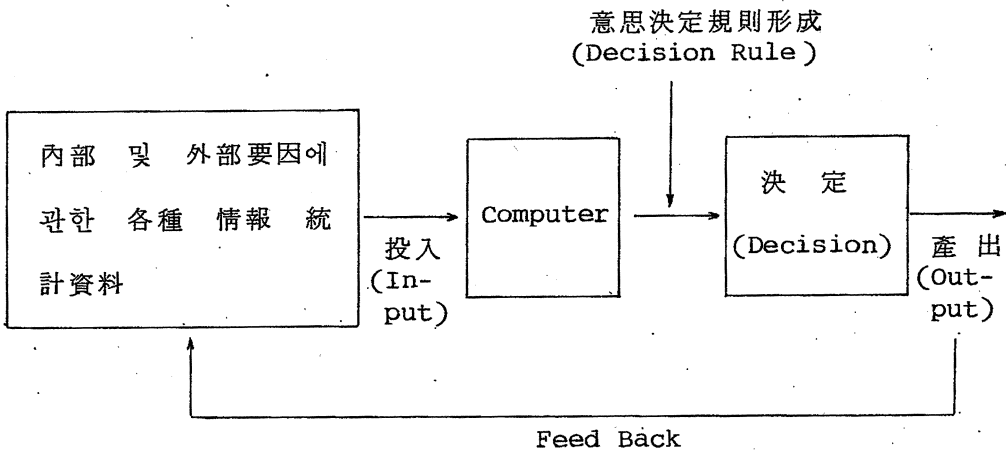 意思決定規則形成
(Decision Rule)
內部 및 外部要因에
관한 各種 情報 統
計資料
投入
(In-
put)
Computer
決 定
(Decision)
產 出
(Out-
put)
Feed Back